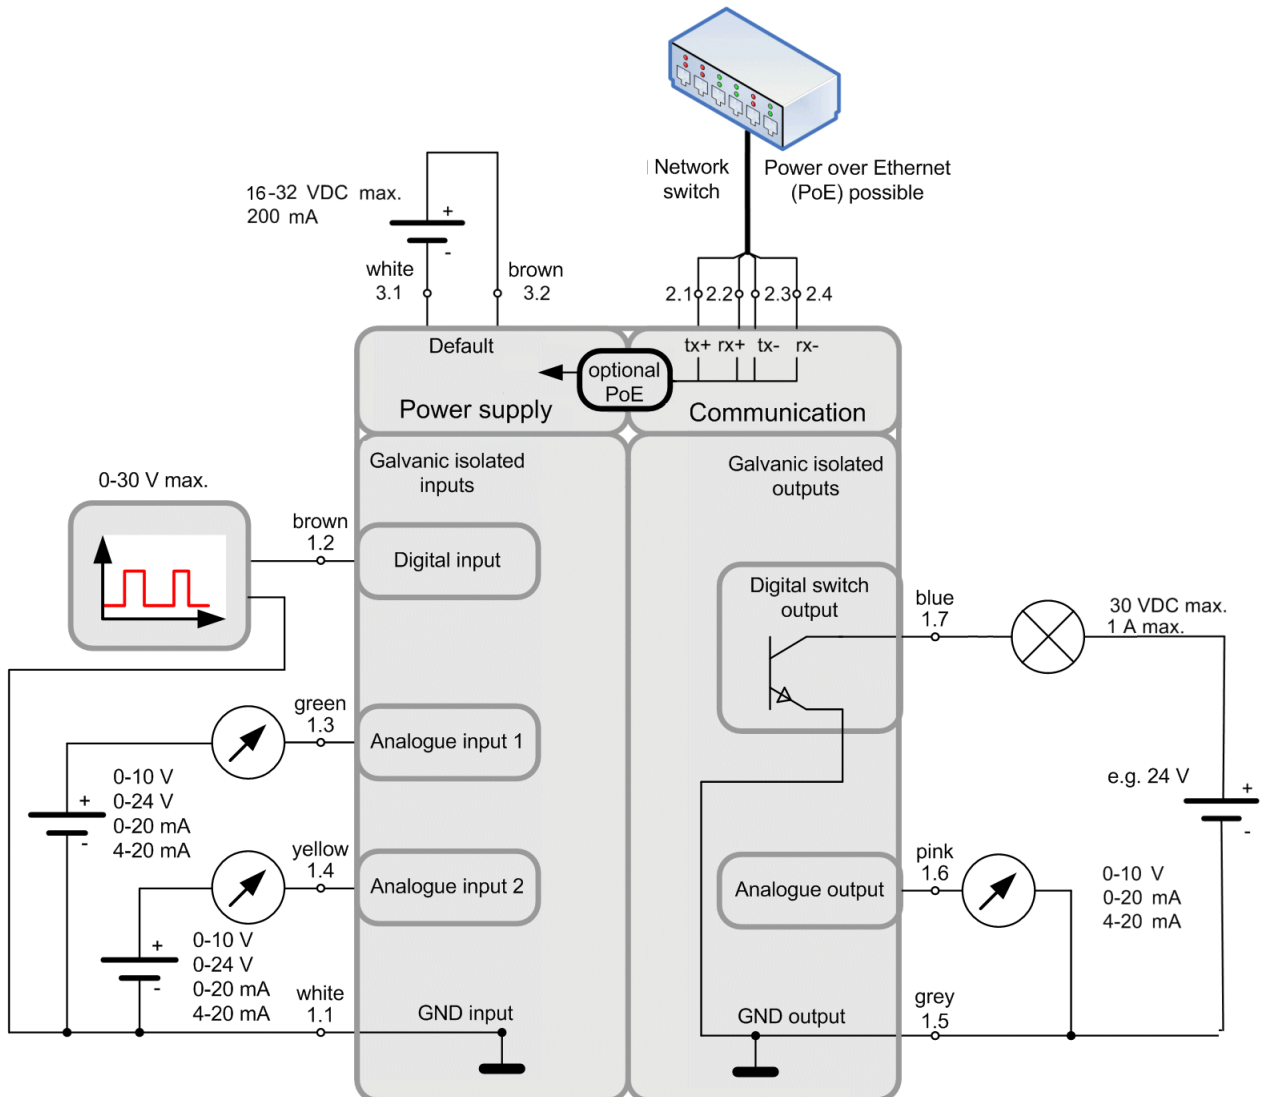 Network
switch
Power over Ethernet
(PoE) possible
16-32 VDC max.
200 mA
+
-
white
3.1
brown
3.2
2.1
2.2
2.3
2.4
Default
tx+ rx+ tx- rx-
optional
PoE
Power supply
Communication
Galvanic isolated
inputs
Galvanic isolated
outputs
0-30 V max.
brown
1.2
Digital input
Digital switch
output
blue
1.7
30 VDC max.
1 A max.
green
1.3
Analogue input 1
0-10 V
0-24 V
0-20 mA
4-20 mA
+
-
e.g. 24 V
+
-
yellow
1.4
Analogue input 2
0-10 V
0-24 V
0-20 mA
4-20 mA
+
-
pink
1.6
Analogue output
0-10 V
0-20 mA
4-20 mA
white
1.1
GND input
GND output
grey
1.5